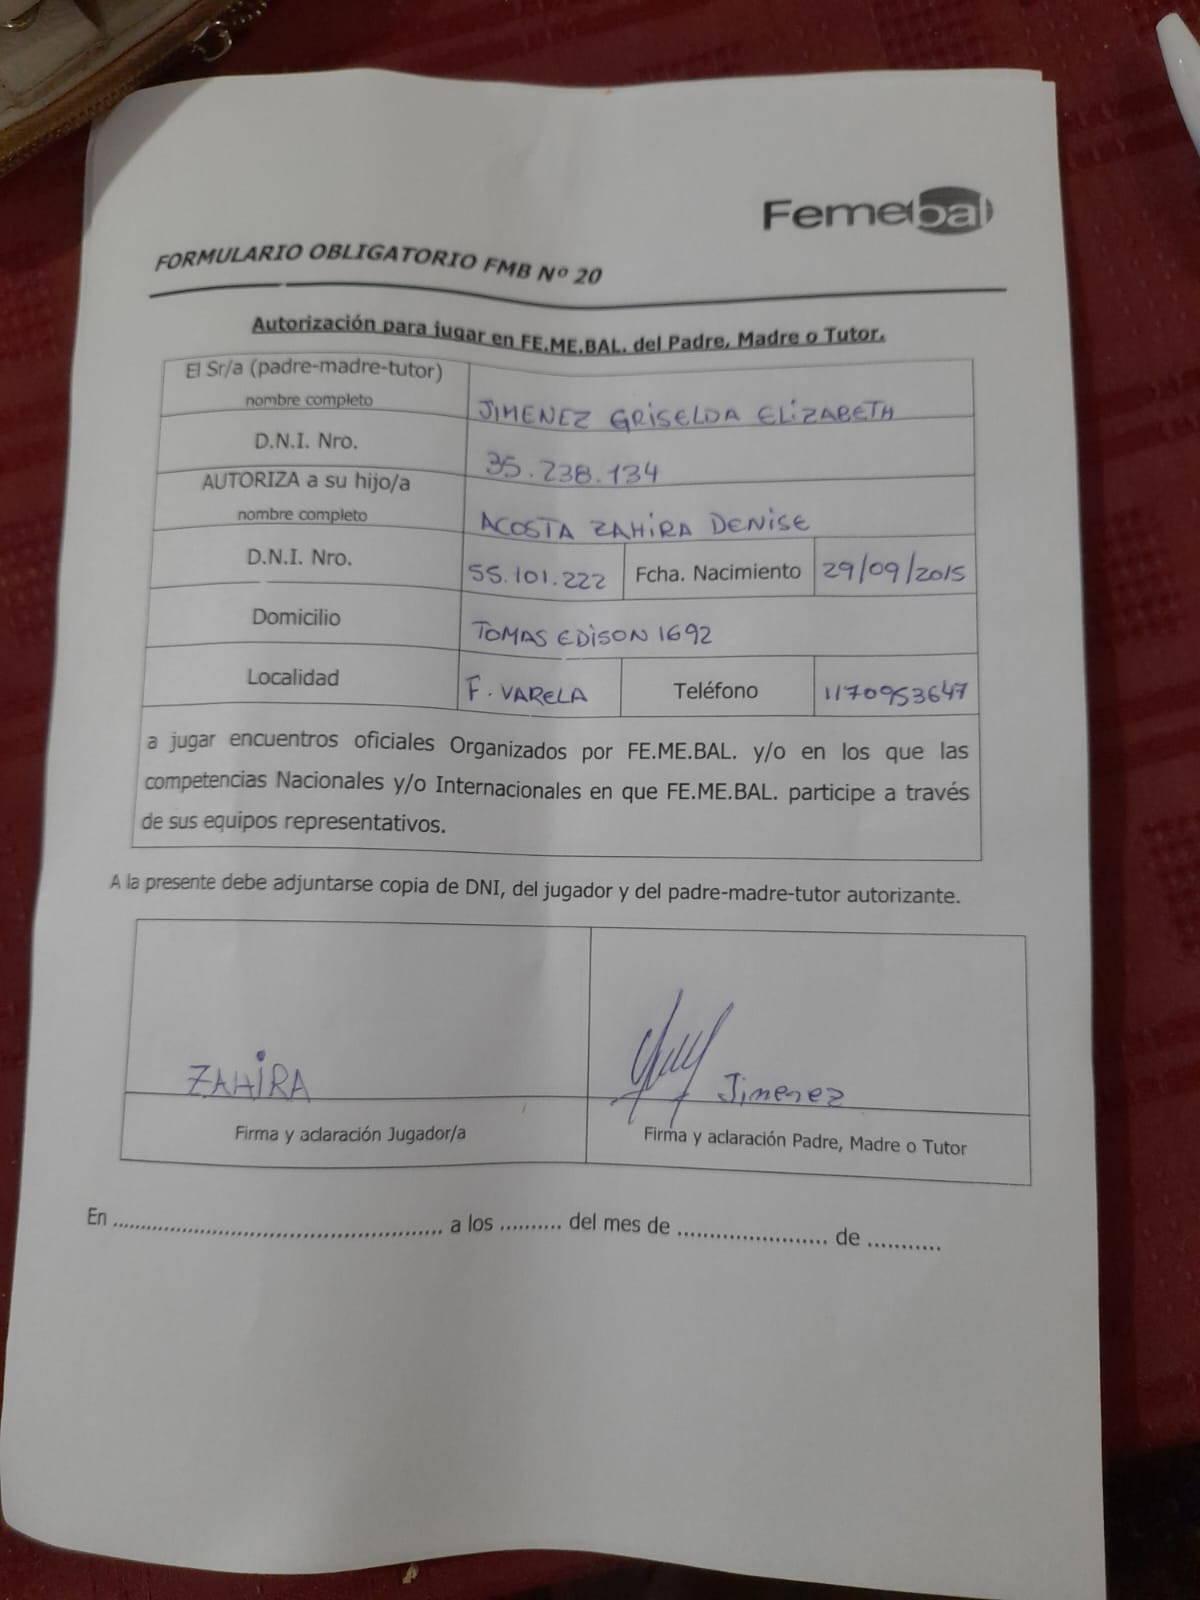 Femebal
FORMULARIO OBLIGATORIO FMB Nº 20
Autorización para jugar en FE.ME.BAL. del Padre, Madre o Tutor.
El Sr/a (padre-madre-tutor)
nombre completo
JIMENEZ GRISELDA ELIZABETH
D.N.I. Nro.
35.238.134
AUTORIZA a su hijo/a
nombre completo
ACOSTA ZAHIRA DENISE
D.N.I. Nro.
55.101.222
Fcha. Nacimiento
29/09/2015
Domicilio
TOMAS EDISON 1692
Localidad
F. VARELA
Teléfono
1170953647
a jugar encuentros oficiales Organizados por FE.ME.BAL. y/o en los que las
competencias Nacionales y/o Internacionales en que FE.ME.BAL. participe a través
de sus equipos representativos.
A la presente debe adjuntarse copia de DNI, del jugador y del padre-madre-tutor autorizante.
ZAHIRA
Jimenez
Firma y aclaración Jugador/a
Firma y aclaración Padre, Madre o Tutor
En ........................................................ a los .......... del mes de ......................... de ............